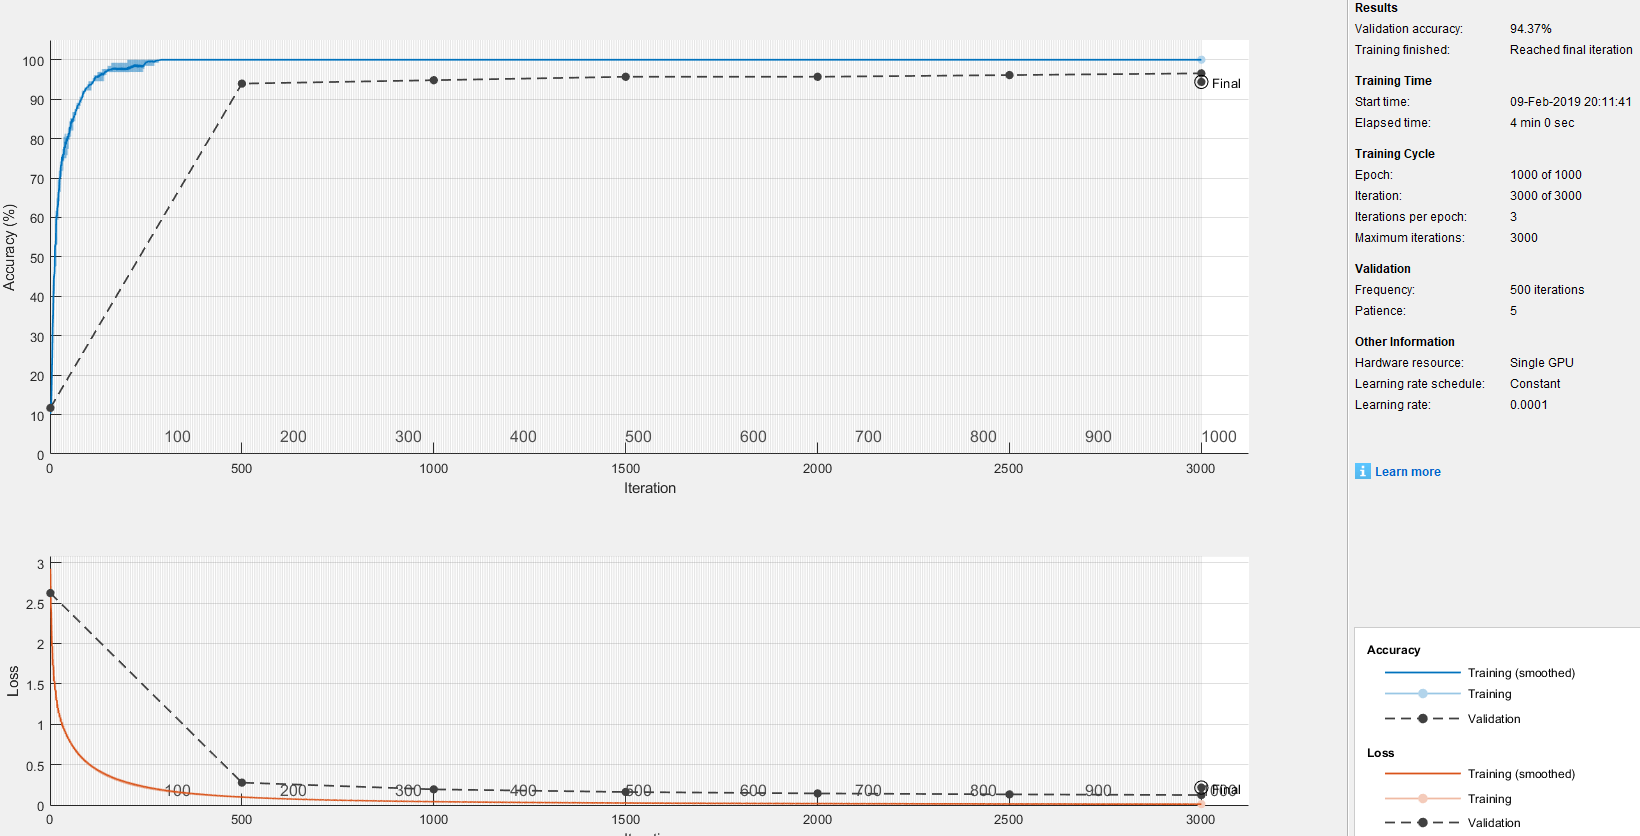 100
90
80
70
60
50
40
30
20
10
0
Accuracy (%)
Final
100 200 300 400 500 600 700 800 900 1000
0 500 1000 1500 2000 2500 3000
Iteration
3
2.5
2
1.5
1
0.5
0
Loss
Final
100 200 300 400 500 600 700 800 900 1000
0 500 1000 1500 2000 2500 3000
Results
Validation accuracy: 94.37%
Training finished: Reached final iteration
Training Time
Start time: 09-Feb-2019 20:11:41
Elapsed time: 4 min 0 sec
Training Cycle
Epoch: 1000 of 1000
Iteration: 3000 of 3000
Iterations per epoch: 3
Maximum iterations: 3000
Validation
Frequency: 500 iterations
Patience: 5
Other Information
Hardware resource: Single GPU
Learning rate schedule: Constant
Learning rate: 0.0001
i Learn more
Accuracy
Training (smoothed)
Training
Validation
Loss
Training (smoothed)
Training
Validation